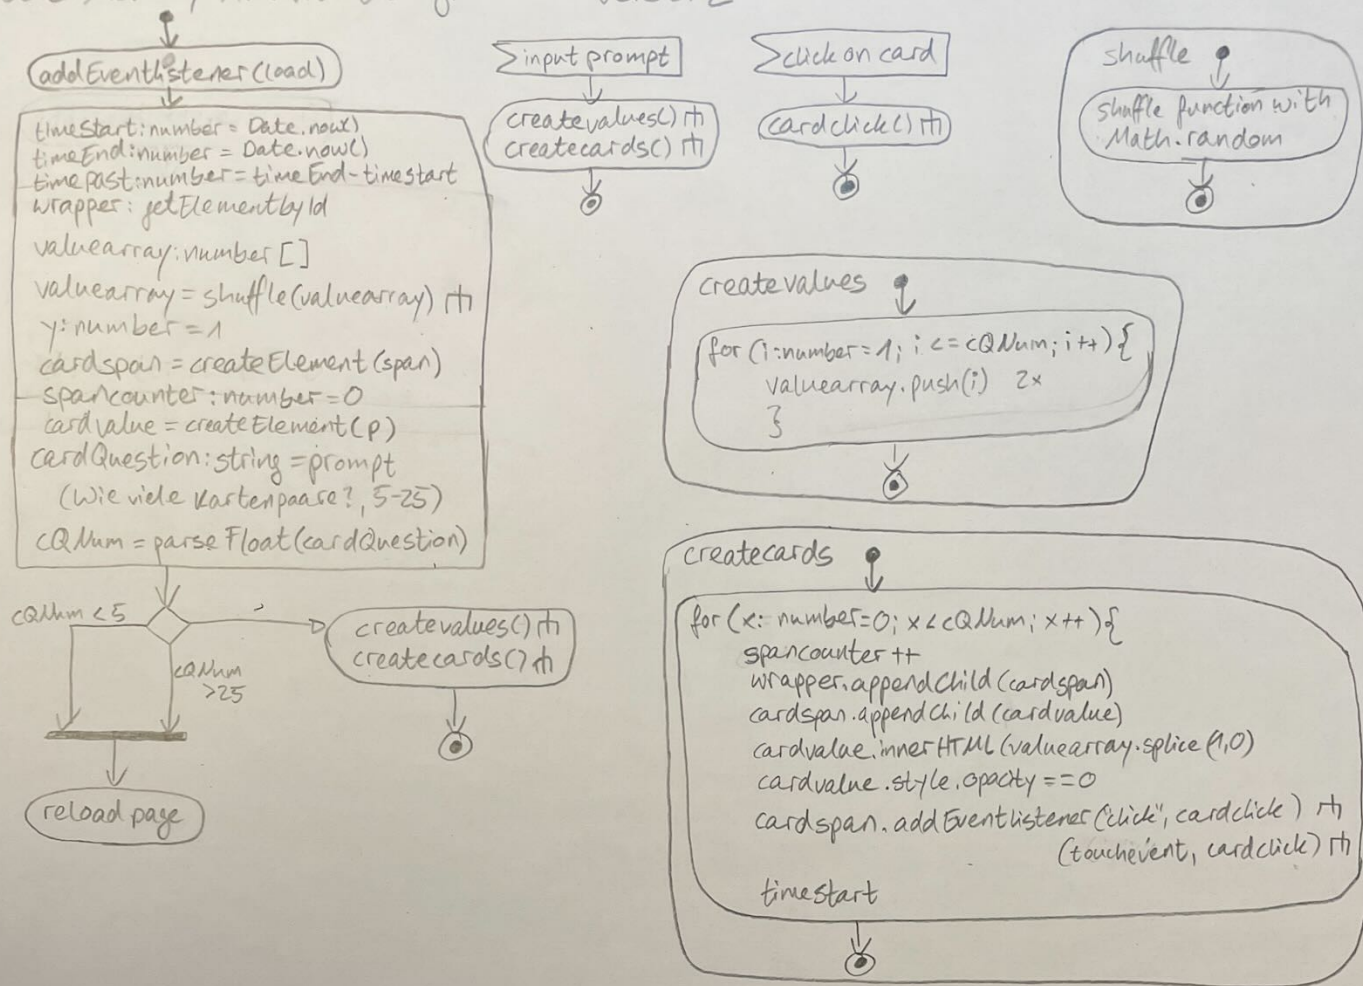 addEventlistener(load)
timeStart:number = Date.now()
timeEnd:number = Date.now()
timepast:number=timeEnd-timestart
wrapper: getElementbyId
valuearray:number[]
valuearray=shuffle(valuearray)
y:number=1
cardspan=createElement(span)
spancounter:number=0
cardvalue=createElement(p)
cardQuestion:string=prompt
(Wie viele Kartenpaare?, 5-25)
cQNum=parseFloat(cardQuestion)
cQNum<5
cQNum
>25
reload page
createvalues()
createcards()
input prompt
createvalues()
createcards()
click on card
cardclick()
shuffle
shuffle function with
Math.random
createvalues
for(i:number=1; i<=cQNum; i++){
valuearray.push(i) 2x
}
createcards
for(x: number=0; x<cQNum; x++){
spancounter++
wrapper.appendChild(cardspan)
cardspan.appendChild(cardvalue)
cardvalue.innerHTML(valuearray.splice(1,0)
cardvalue.style.opacity==0
cardspan.addEventlistener("click", cardclick)
(touchevent, cardclick)
timestart